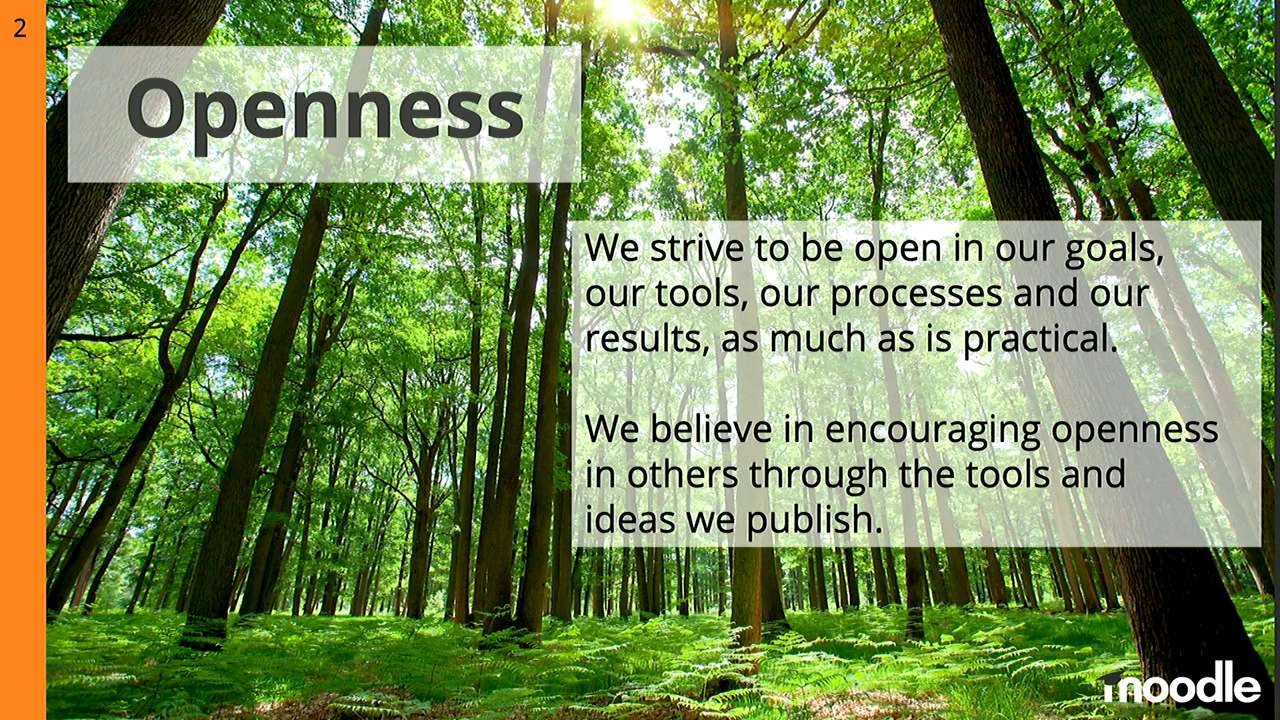 2
Openness
We strive to be open in our goals,
our tools, our processes and our
results, as much as is practical.
We believe in encouraging openness
in others through the tools and
ideas we publish.
moodle